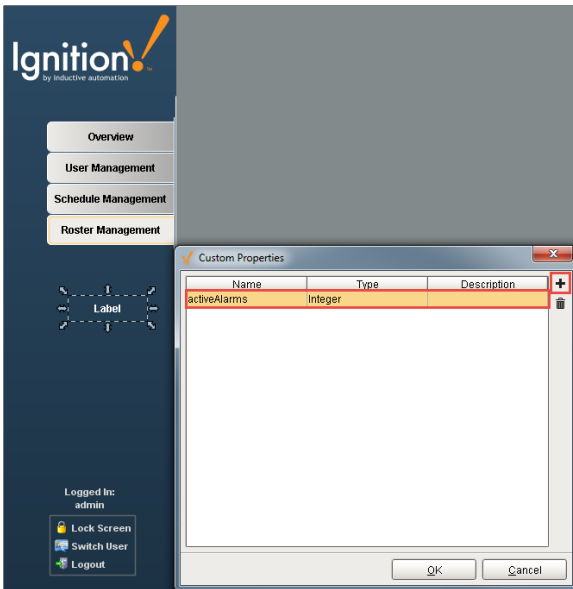 Ignition!
by inductive automation
Overview
User Management
Schedule Management
Roster Management
Label
Logged In:
admin
Lock Screen
Switch User
Logout
Custom Properties
Name Type Description
activeAlarms Integer
OK Cancel